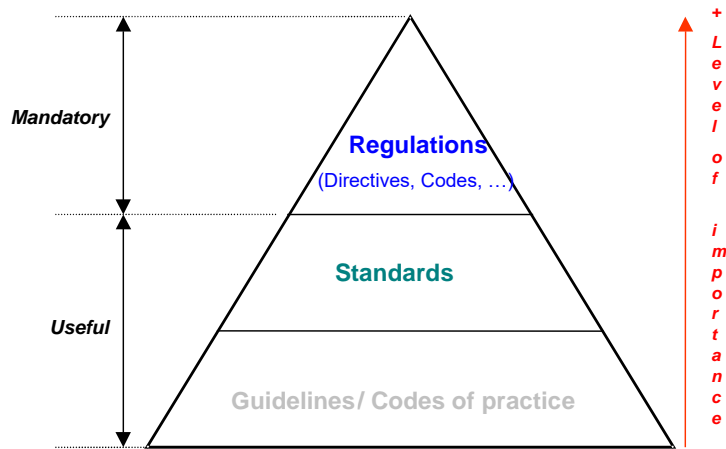 Mandatory
Regulations
(Directives, Codes, …)
Standards
Useful
Guidelines/ Codes of practice
+ Level of importance